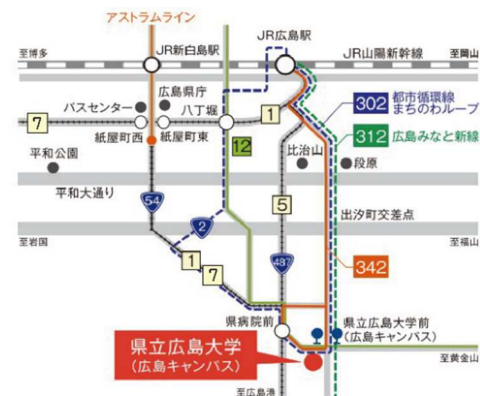 アストラムライン
JR広島駅
至博多
JR新白島駅
JR山陽新幹線
至岡山
広島県庁
バスセンター
八丁堀
1
302 都市循環線
まちのわループ
7
紙屋町西
紙屋町東
312 広島みなと新線
12
平和公園
比治山
段原
平和大通り
54
5
2
出汐町交差点
至岩国
至福山
1
487
342
7
県病院前
県立広島大学前
(広島キャンパス)
県立広島大学
(広島キャンパス)
至黄金山
至広島港